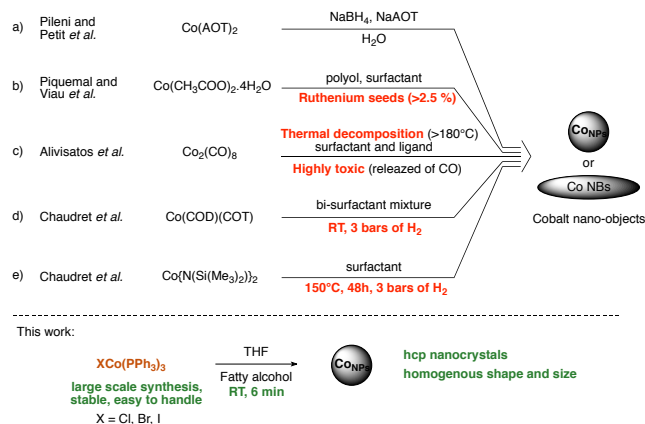 a) Pileni and Petit et al. Co(AOT)2 NaBH4, NaAOT
H2O
b) Piquemal and Viau et al. Co(CH3COO)2.4H2O polyol, surfactant
Ruthenium seeds (>2.5 %)
c) Alivisatos et al. Co2(CO)8 Thermal decomposition (>180°C)
surfactant and ligand
Highly toxic (releazed of CO)
d) Chaudret et al. Co(COD)(COT) bi-surfactant mixture
RT, 3 bars of H2
e) Chaudret et al. Co{N(Si(Me3)2)}2 surfactant
150°C, 48h, 3 bars of H2
CoNPs
or
Co NBs
Cobalt nano-objects
This work:
XCo(PPh3)3
large scale synthesis,
stable, easy to handle
X = Cl, Br, I
THF
Fatty alcohol
RT, 6 min
CoNPs
hcp nanocrystals
homogenous shape and size